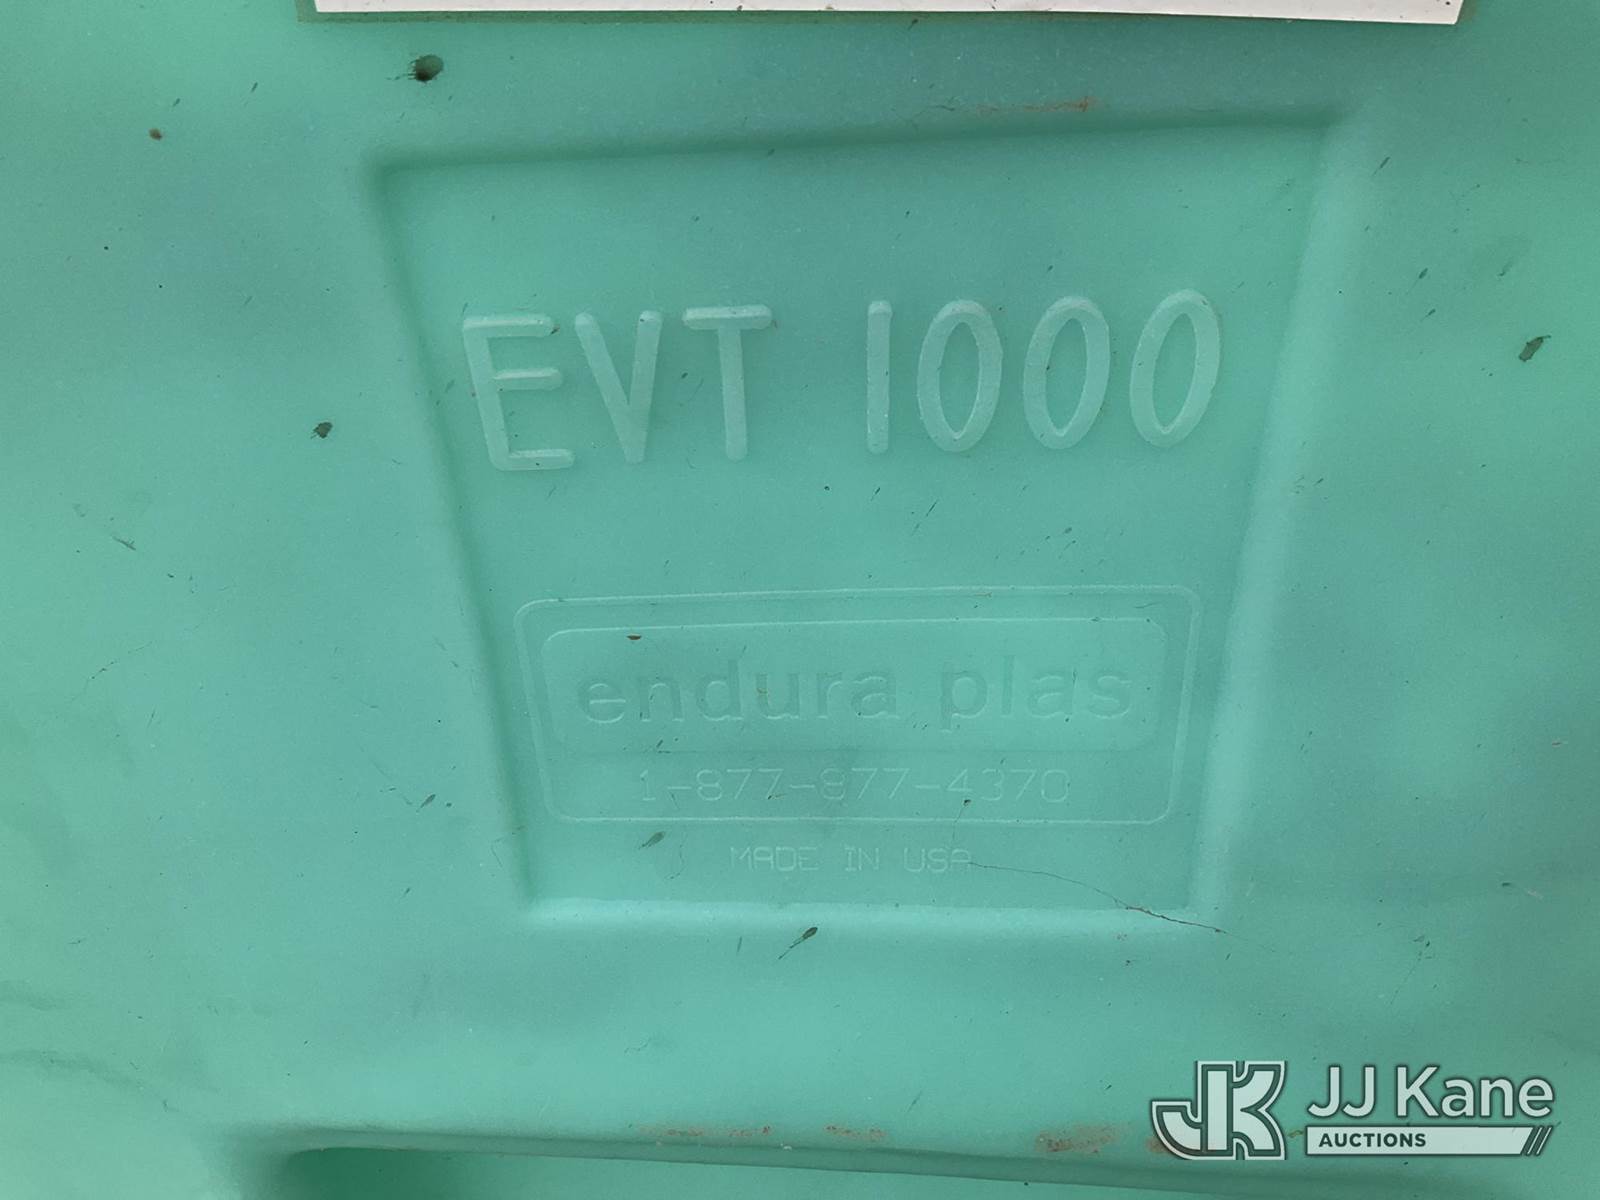 EVT 1000
endura plas
1-877-877-4370
MADE IN USA
JJ Kane
AUCTIONS